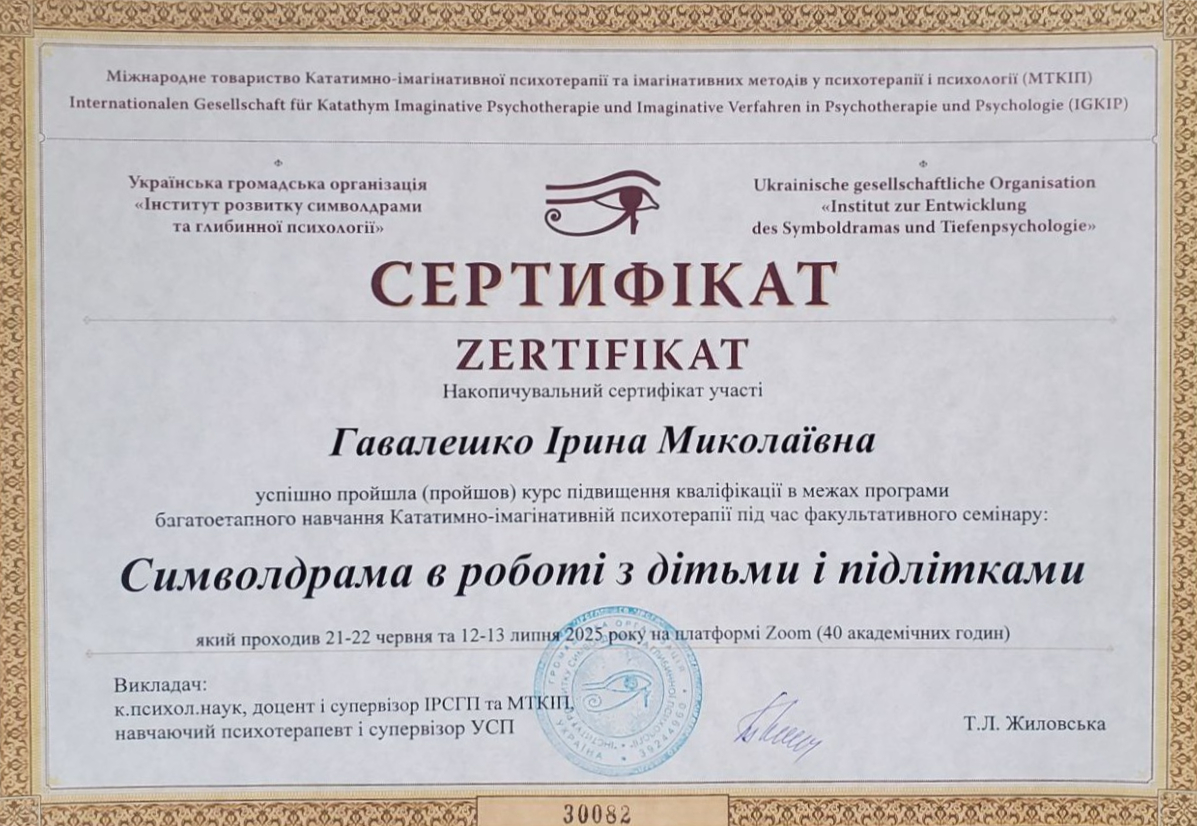 Міжнародне товариство Кататимно-імагінативної психотерапії та імагінативних методів у психотерапії і психології (МТКІП)
Internationalen Gesellschaft für Katathym Imaginative Psychotherapie und Imaginative Verfahren in Psychotherapie und Psychologie (IGKIP)
Українська громадська організація
«Інститут розвитку символдрами
та глибинної психології»
Ukrainische gesellschaftliche Organisation
«Institut zur Entwicklung
des Symboldramas und Tiefenpsychologie»
СЕРТИФІКАТ
ZERTIFIKAT
Накопичувальний сертифікат участі
Гавалешко Ірина Миколаївна
успішно пройшла (пройшов) курс підвищення кваліфікації в межах програми
багатоетапного навчання Кататимно-імагінативній психотерапії під час факультативного семінару:
Символдрама в роботі з дітьми і підлітками
який проходив 21-22 червня та 12-13 липня 2025 року на платформі Zoom (40 академічних годин)
Викладач:
к.психол.наук, доцент і супервізор ІРСГП та МТКІП,
навчаючий психотерапевт і супервізор УСП
Т.Л. Жиловська
УКРАЇНА
30082